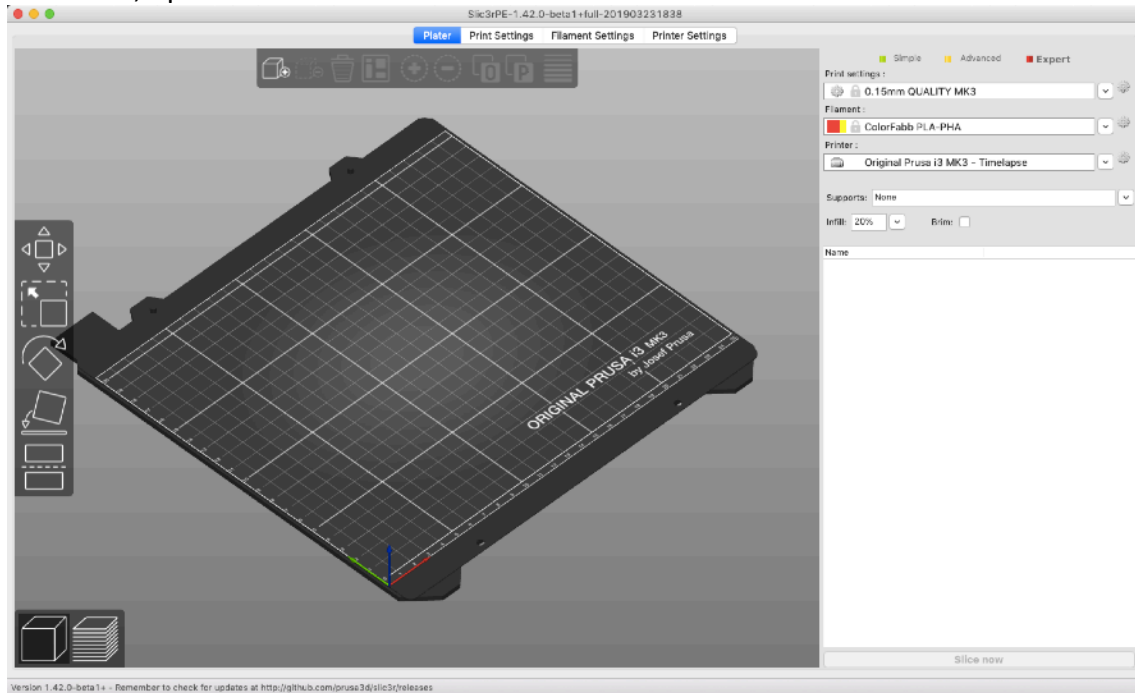 Slic3rPE-1.42.0-beta1+full-201903231838
Plater Print Settings Filament Settings Printer Settings
Simple Advanced Expert
Print settings :
0.15mm QUALITY MK3
Filament :
ColorFabb PLA-PHA
Printer :
Original Prusa i3 MK3 - Timelapse
Supports: None
Infill: 20% Brim:
Name
ORIGINAL PRUSA i3 MK3
by Josef Prusa
Slice now
Version 1.42.0-beta1+ - Remember to check for updates at http://github.com/prusa3d/slic3r/releases